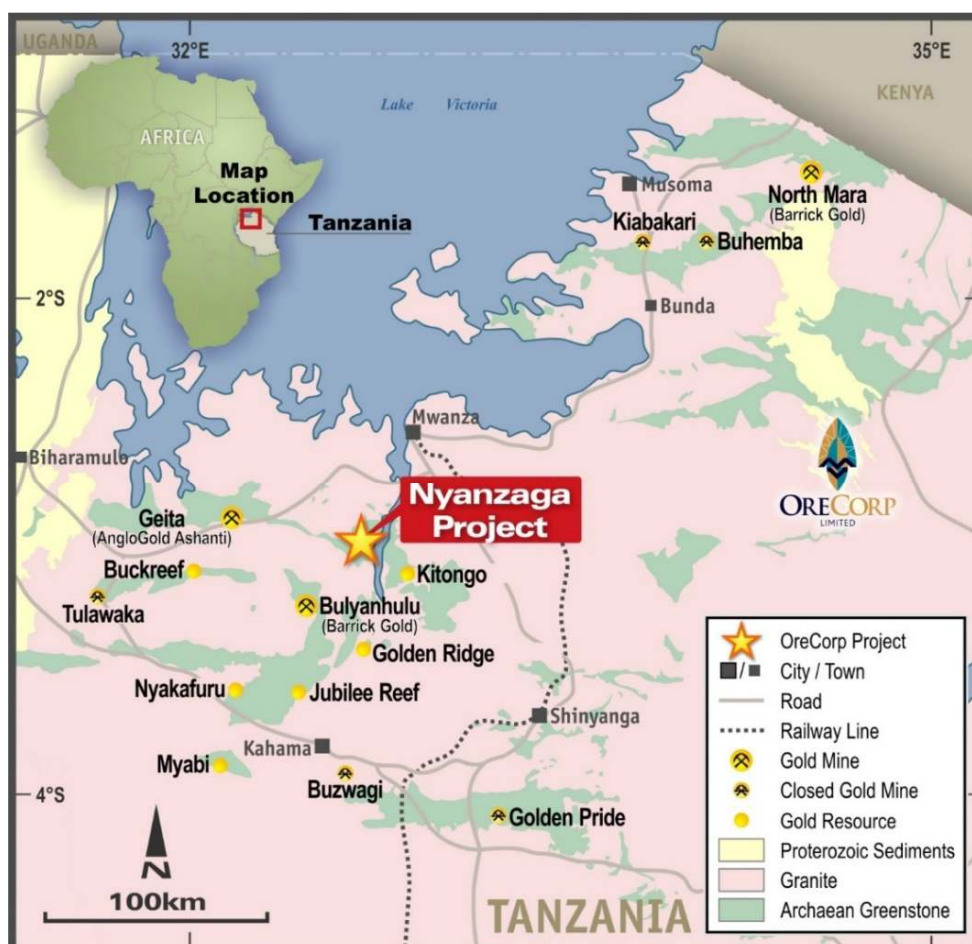 UGANDA
32°E
35°E
KENYA
Lake Victoria
AFRICA
Map
Location
Tanzania
Musoma
North Mara
(Barrick Gold)
Kiabakari
Buhemba
2°S
Bunda
Mwanza
Biharamulo
ORECORP
LIMITED
Nyanzaga
Project
Geita
(AngloGold Ashanti)
Buckreef
Kitongo
Tulawaka
Bulyanhulu
(Barrick Gold)
Golden Ridge
Nyakafuru
Jubilee Reef
Shinyanga
Kahama
Myabi
Buzwagi
4°S
Golden Pride
N
100km
TANZANIA
OreCorp Project
/ City / Town
Road
Railway Line
Gold Mine
Closed Gold Mine
Gold Resource
Proterozoic Sediments
Granite
Archaean Greenstone